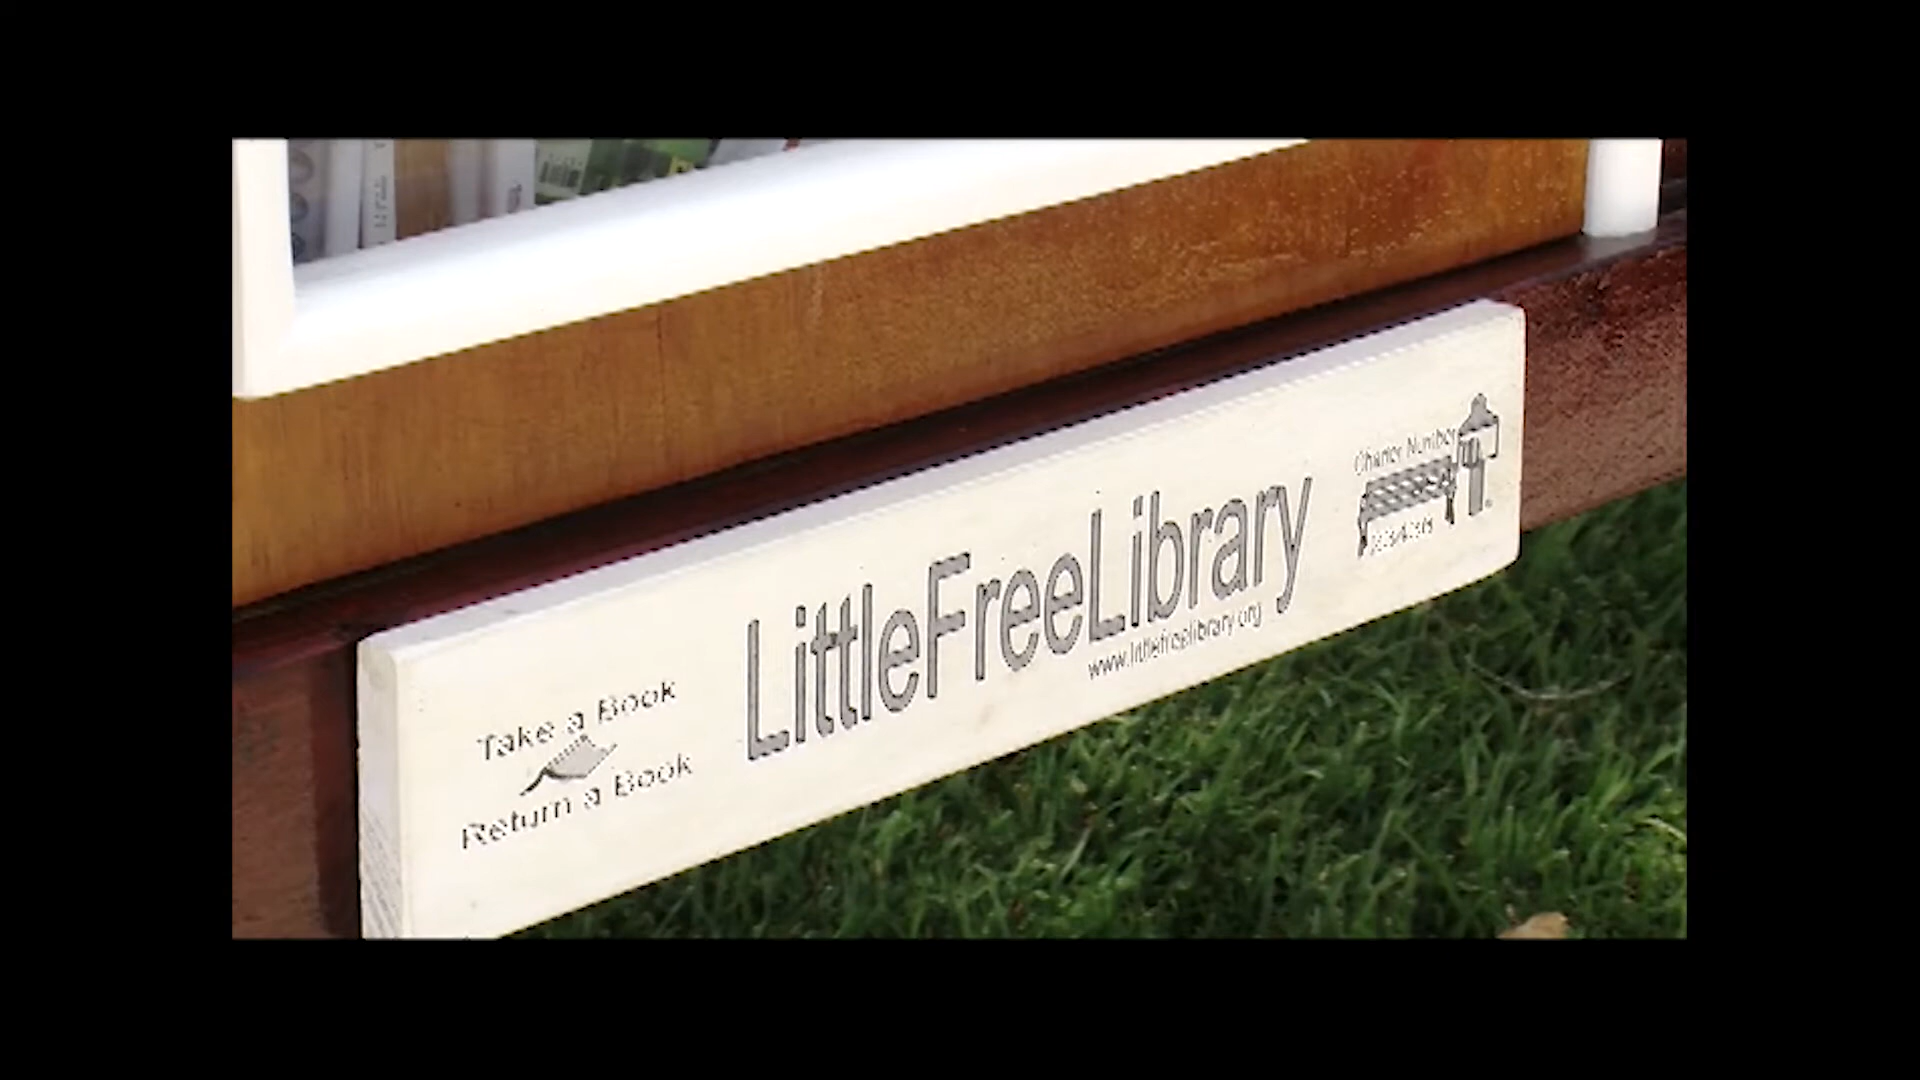 Take a Book
Return a Book
LittleFreeLibrary
www.littlefreelibrary.org
Charter Number